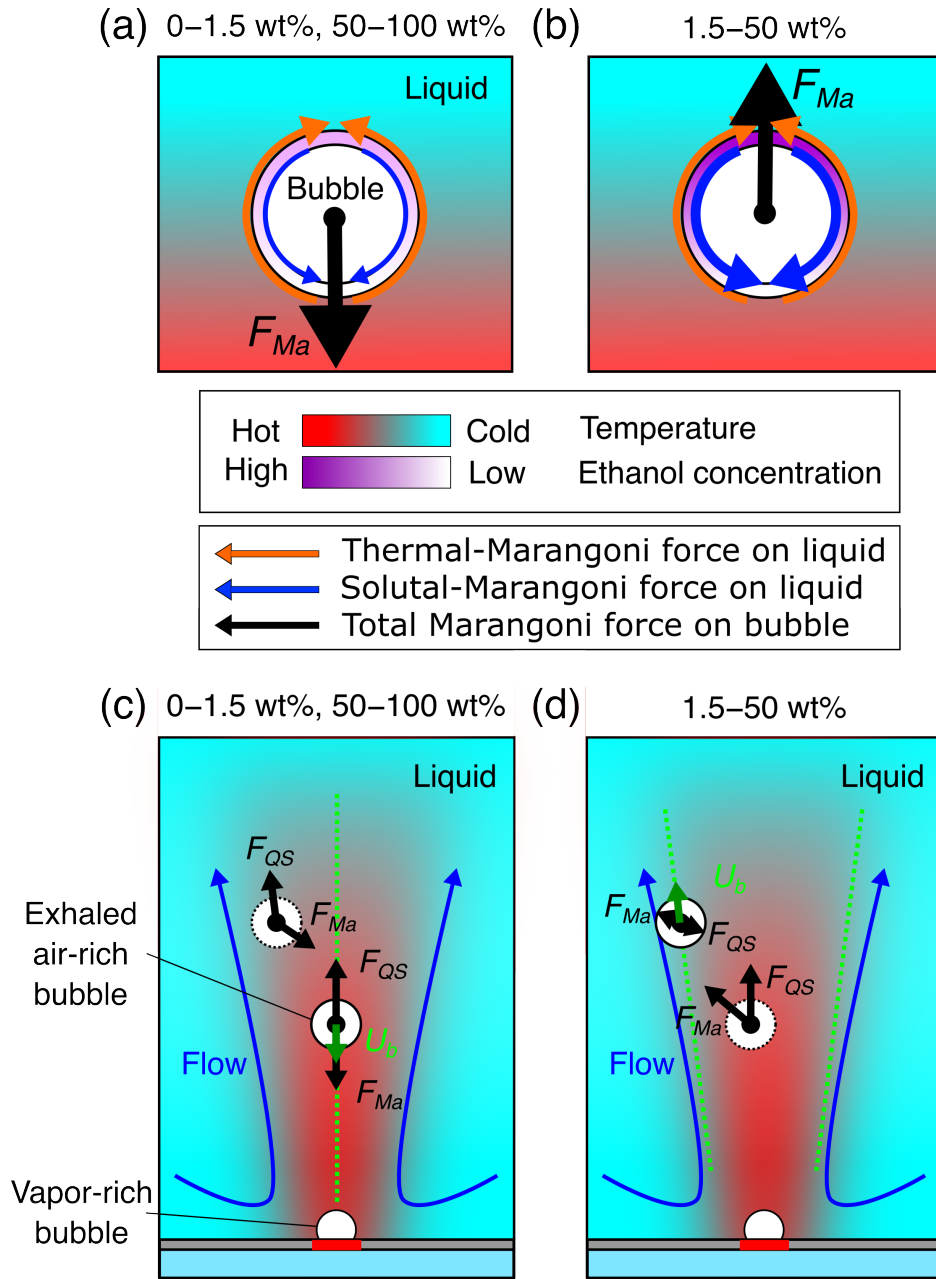 (a) 0–1.5 wt%, 50–100 wt%
Liquid
Bubble
F_Ma
(b) 1.5–50 wt%
F_Ma
Hot Cold Temperature
High Low Ethanol concentration
Thermal-Marangoni force on liquid
Solutal-Marangoni force on liquid
Total Marangoni force on bubble
(c) 0–1.5 wt%, 50–100 wt%
Liquid
F_QS
F_Ma
Exhaled
air-rich
bubble
F_QS
U_b
Flow
F_Ma
Vapor-rich
bubble
(d) 1.5–50 wt%
Liquid
U_b
F_Ma
F_QS
F_QS
F_Ma
Flow